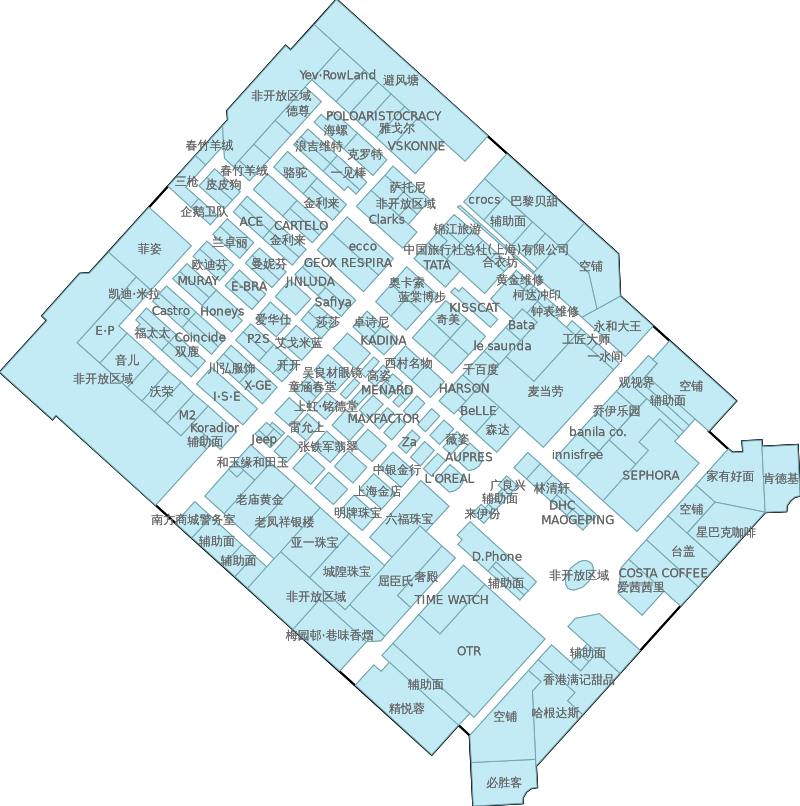 Yev·RowLand
避风塘
非开放区域
德尊
POLOARISTOCRACY
海螺
雅戈尔
春竹羊绒
浪吉维特
克罗特
VSKONNE
三枪
春竹羊绒
皮皮狗
骆驼
一见棒
萨托尼
crocs
巴黎贝甜
企鹅卫队
金利来
非开放区域
ACE
CARTELO
Clarks
辅助面
锦江旅游
菲姿
兰卓丽
金利来
ecco
中国旅行社总社(上海)有限公司
欧迪芬
曼妮芬
GEOX RESPIRA
TATA
合衣坊
空铺
MURAY
E-BRA
JINLUDA
奥卡索
黄金维修
凯迪·米拉
Safiya
蓝棠博步
柯达冲印
Castro
Honeys
爱华仕
莎莎
卓诗尼
KISSCAT
钟表维修
E·P
福太太
奇美
Bata
永和大王
Coincide
P2S
艾戈米蓝
KADINA
工匠大师
双鹿
le saunda
一水间
音儿
川弘服饰
开开
吴良材眼镜
西村名物
千百度
非开放区域
X-GE
童涵春堂
高姿
观视界
空铺
沃荣
I·S·E
MENARD
HARSON
麦当劳
辅助面
M2
上虹·铭德堂
MAXFACTOR
BeLLE
乔伊乐园
Koradior
雷允上
森达
banila co.
辅助面
Jeep
张铁军翡翠
Za
薇姿
innisfree
和玉缘和田玉
中银金行
AUPRES
SEPHORA
家有好面
肯德基
L'OREAL
广良兴
林清轩
老庙黄金
上海金店
辅助面
DHC
空铺
南方商城警务室
老凤祥银楼
明牌珠宝
六福珠宝
来伊份
MAOGEPING
星巴克咖啡
辅助面
亚一珠宝
台盖
辅助面
城隍珠宝
D.Phone
屈臣氏
奢殿
非开放区域
COSTA COFFEE
辅助面
爱茜茜里
非开放区域
TIME WATCH
梅园邨·巷味香熠
OTR
辅助面
辅助面
香港满记甜品
精悦蓉
空铺
哈根达斯
必胜客